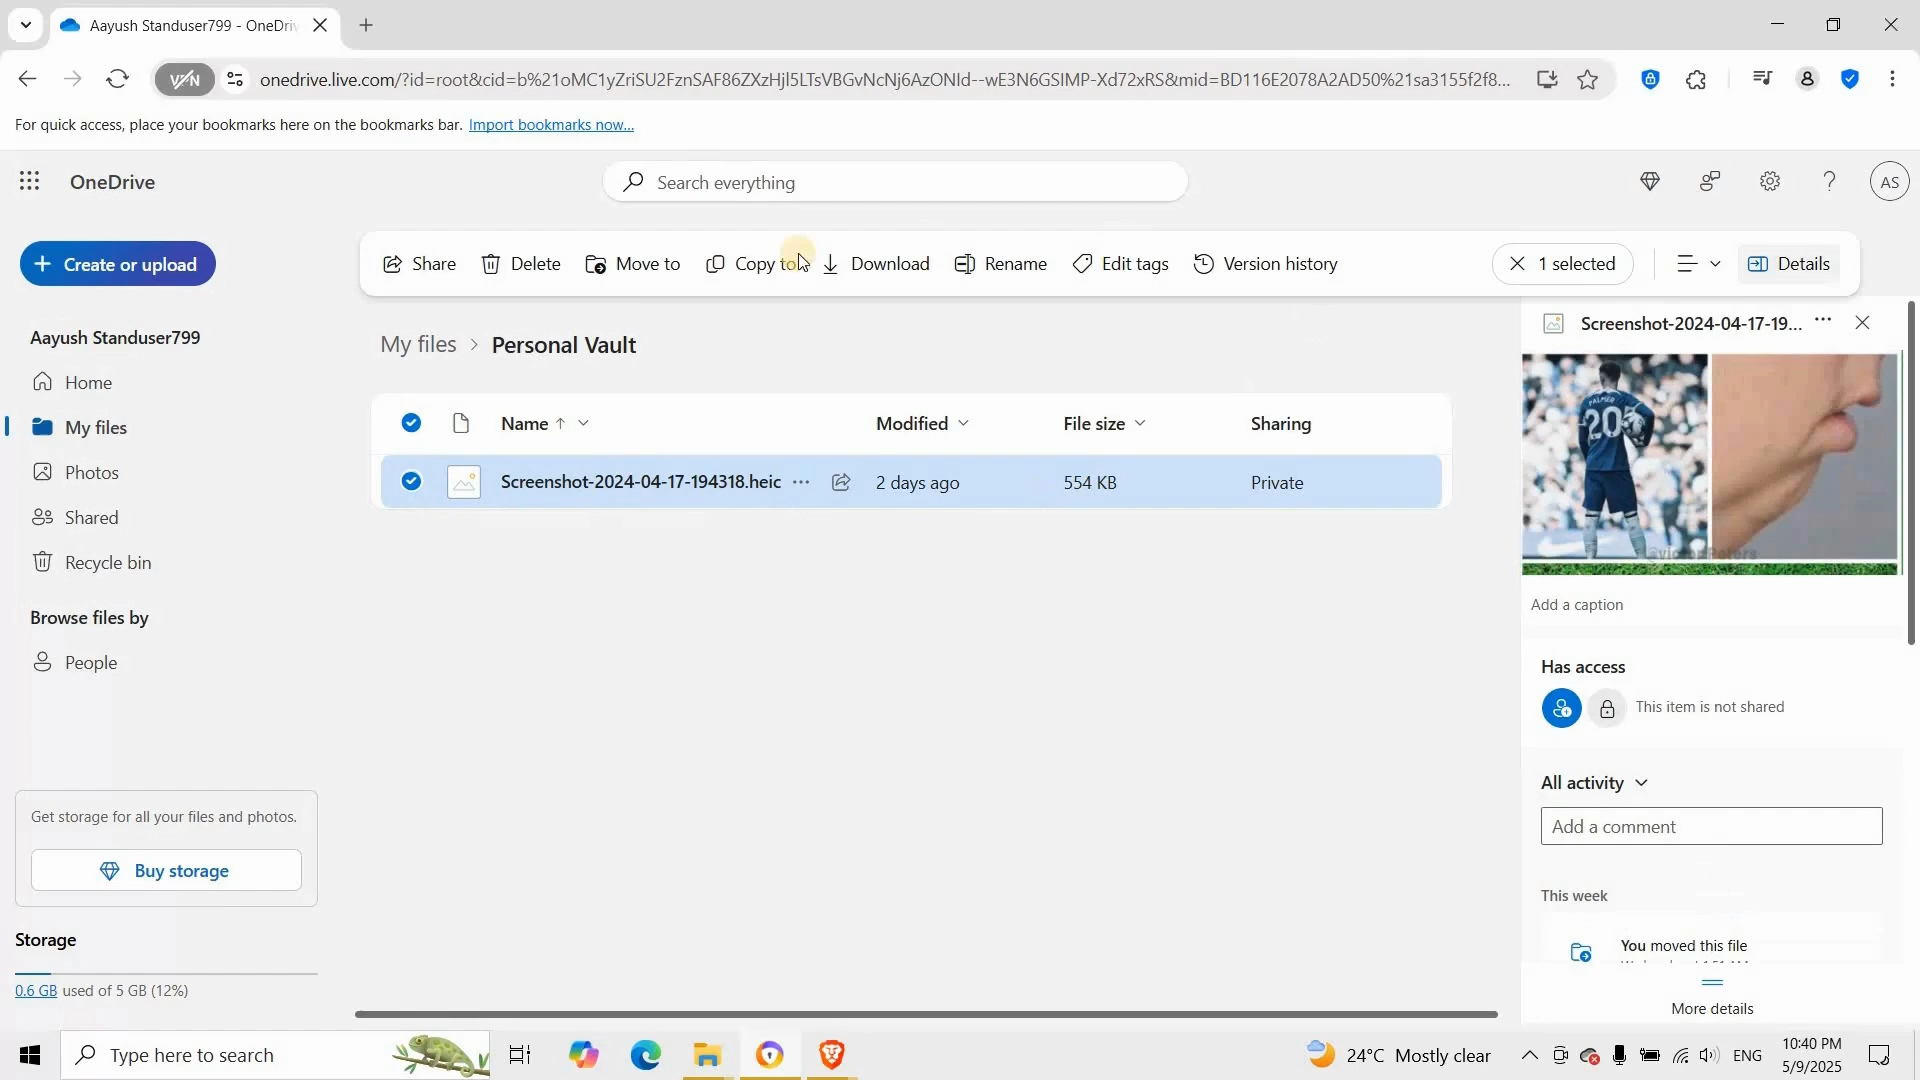 Aayush Standuser799 - OneDriv
VPN
onedrive.live.com/?id=root&cid=b%21oMC1yZriSU2FznSAF86ZXzHjl5LTsVBGvNcNj6AzONId--wE3N6GSIMP-Xd72xRS&mid=BD116E2078A2AD50%21sa3155f2f8...
For quick access, place your bookmarks here on the bookmarks bar. Import bookmarks now...
OneDrive
Search everything
AS
Create or upload
Share
Delete
Move to
Copy to
Download
Rename
Edit tags
Version history
1 selected
Details
Aayush Standuser799
Home
My files
Photos
Shared
Recycle bin
Browse files by
People
Get storage for all your files and photos.
Buy storage
Storage
0.6 GB used of 5 GB (12%)
My files > Personal Vault
Name
Modified
File size
Sharing
Screenshot-2024-04-17-194318.heic
2 days ago
554 KB
Private
Screenshot-2024-04-17-19...
PALMER
20
Add a caption
Has access
This item is not shared
All activity
Add a comment
This week
You moved this file
More details
Type here to search
24°C Mostly clear
ENG
10:40 PM
5/9/2025